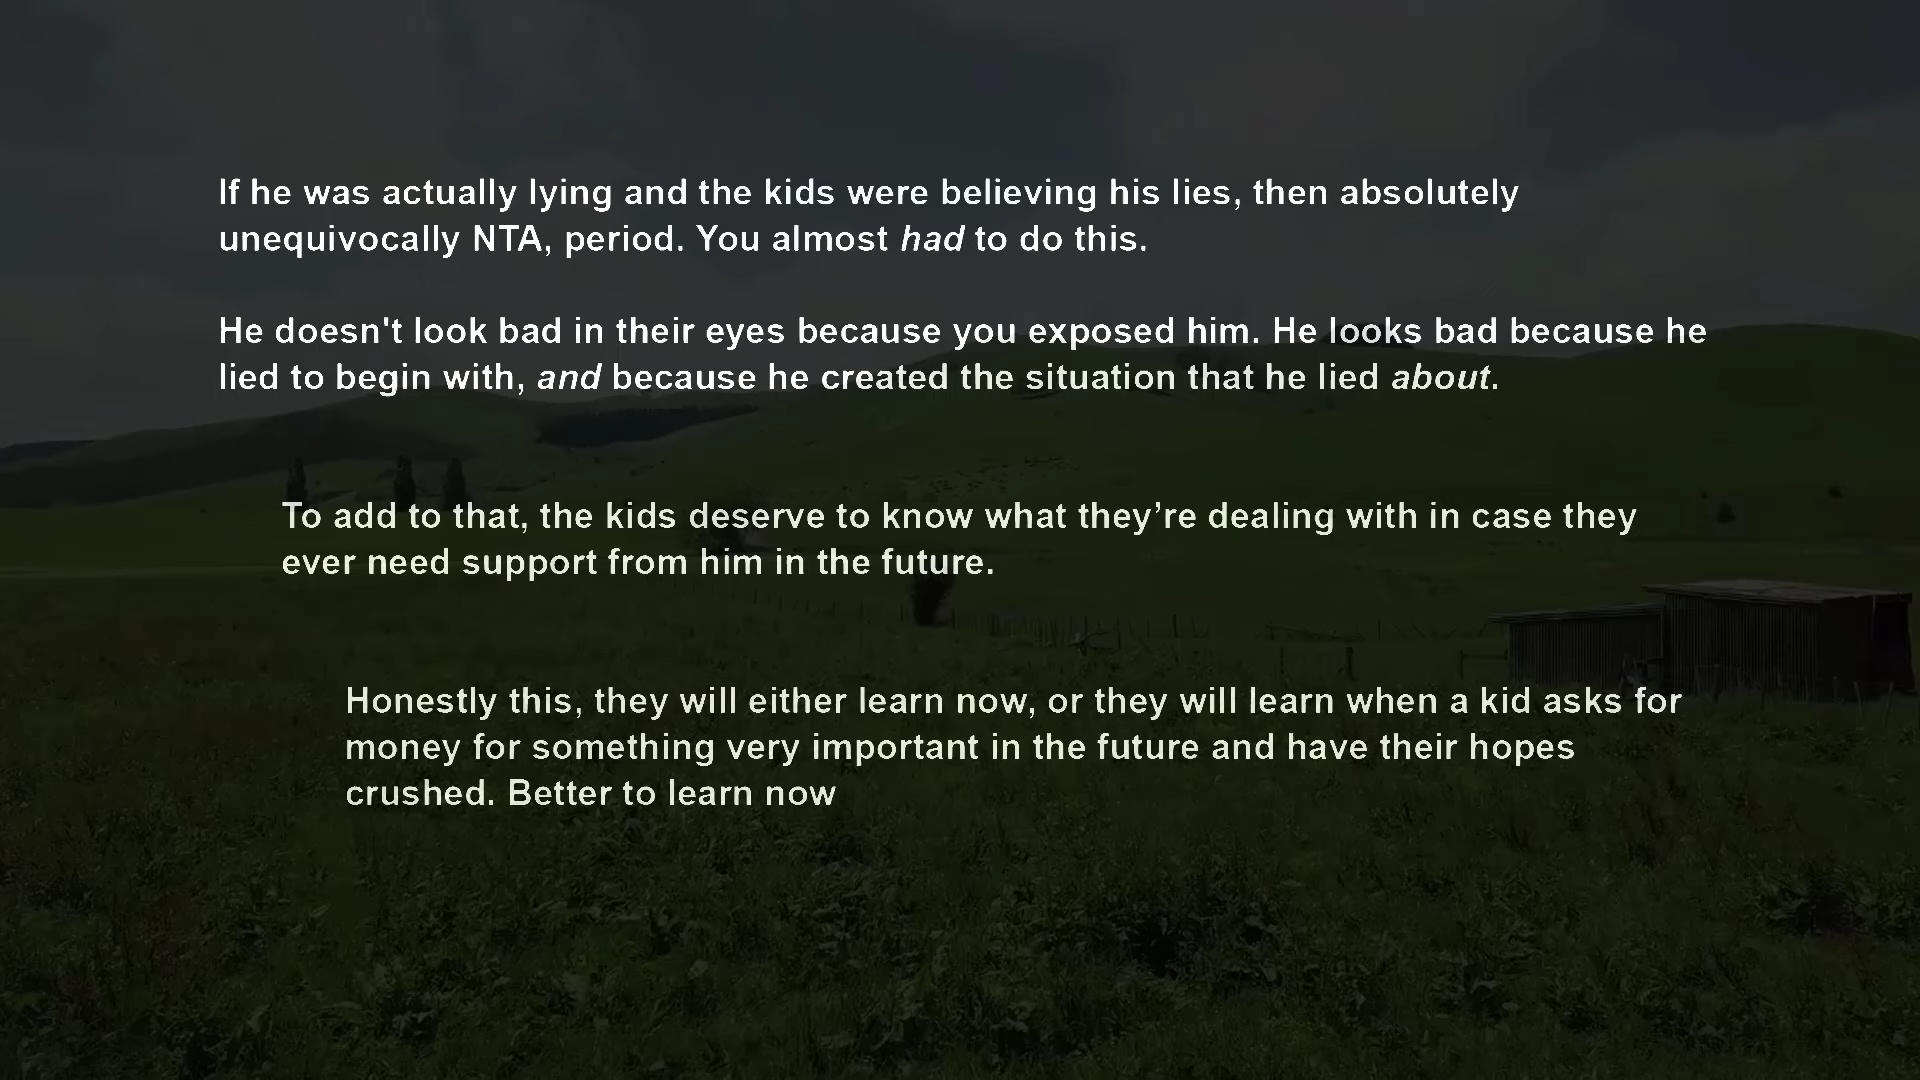 If he was actually lying and the kids were believing his lies, then absolutely
unequivocally NTA, period. You almost had to do this.
He doesn't look bad in their eyes because you exposed him. He looks bad because he
lied to begin with, and because he created the situation that he lied about.
To add to that, the kids deserve to know what they’re dealing with in case they
ever need support from him in the future.
Honestly this, they will either learn now, or they will learn when a kid asks for
money for something very important in the future and have their hopes
crushed. Better to learn now